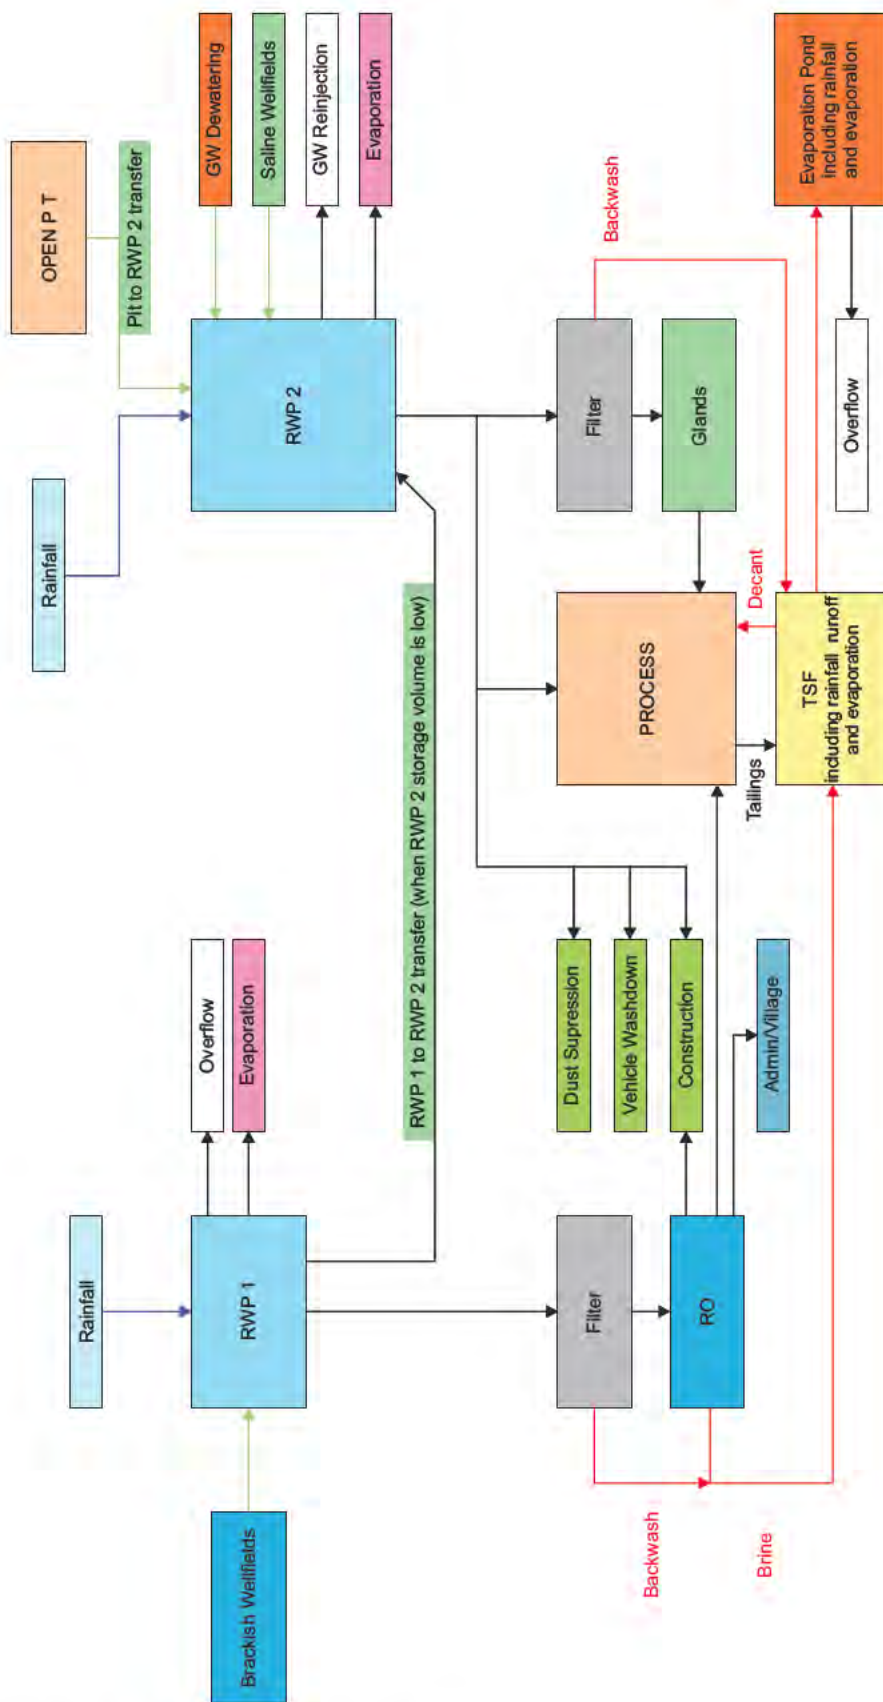 Rainfall
Rainfall
OPEN P T
Pit to RWP 2 transfer
Brackish Wellfields
RWP 1
Overflow
Evaporation
RWP 2
GW Dewatering
Saline Wellfields
GW Reinjection
Evaporation
RWP 1 to RWP 2 transfer (when RWP 2 storage volume is low)
Filter
Dust Supression
Vehicle Washdown
Construction
Filter
Backwash
RO
Glands
PROCESS
Backwash
Brine
Admin/Village
Tailings
Decant
TSF
including rainfall runoff
and evaporation
Overflow
Evaporation Pond
including rainfall
and evaporation